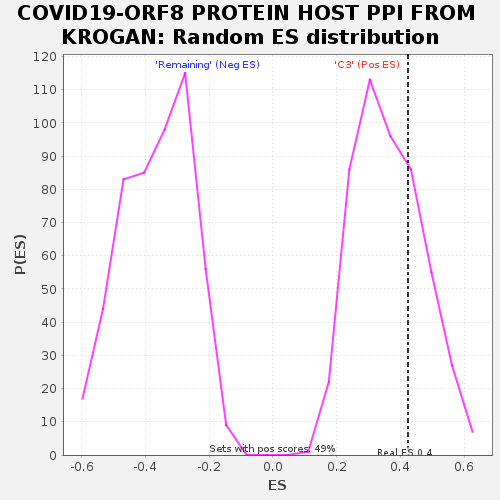 COVID19-ORF8 PROTEIN HOST PPI FROM
KROGAN: Random ES distribution
'Remaining' (Neg ES)
'C3' (Pos ES)
P(ES)
120
110
100
90
80
70
60
50
40
30
20
10
0
Sets with pos scores: 49%
Real ES 0.4
-0.6
-0.4
-0.2
0.0
0.2
0.4
0.6
ES